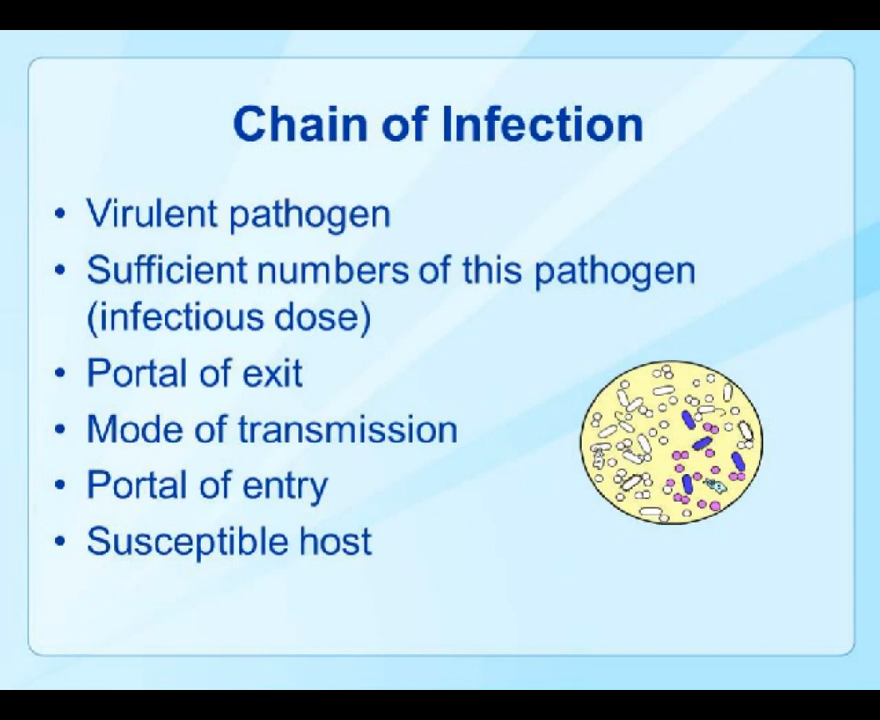 Chain of Infection
• Virulent pathogen
• Sufficient numbers of this pathogen
(infectious dose)
• Portal of exit
• Mode of transmission
• Portal of entry
• Susceptible host